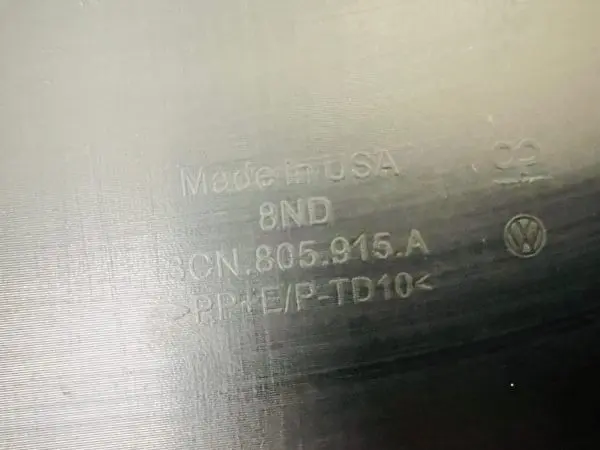 Made in USA
8ND
3CN.805.915.A
>PP+E/P-TD10<